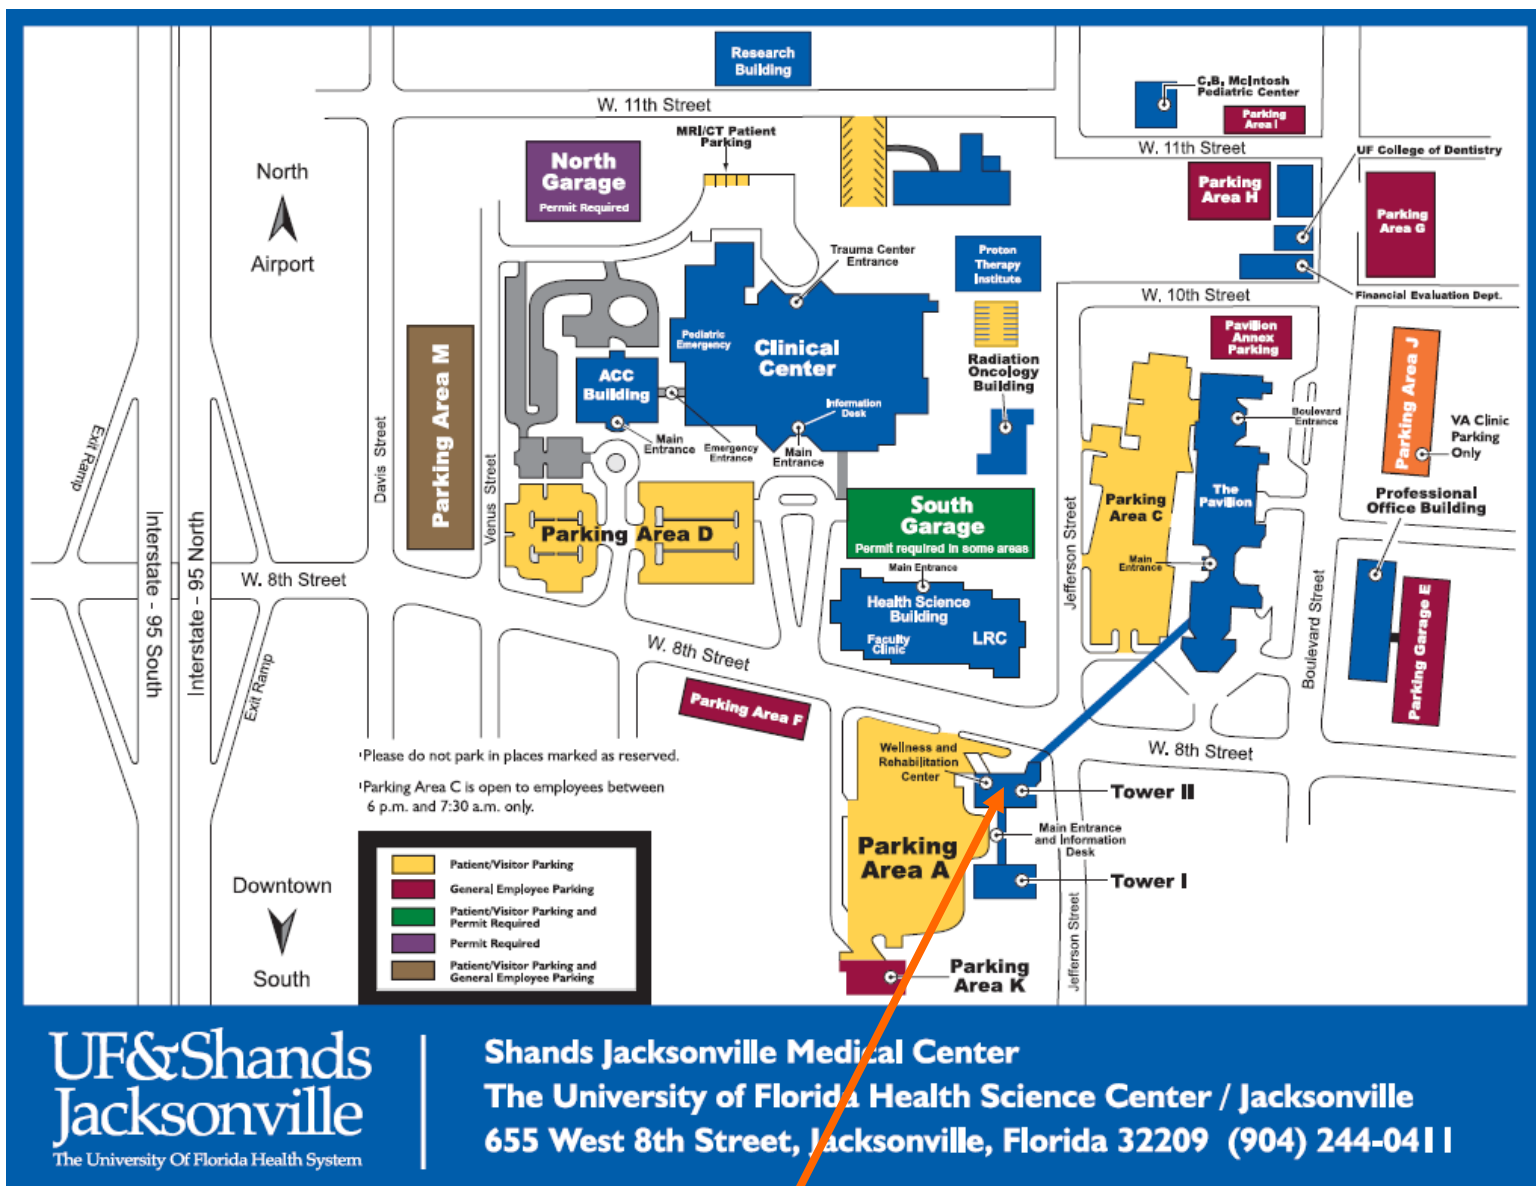 Research
Building
W. 11th Street
C.B. McIntosh
Pediatric Center
Parking
Area I
MRI/CT Patient
Parking
W. 11th Street
UF College of Dentistry
North
Garage
Permit Required
North
Airport
Parking
Area H
Parking
Area G
Trauma Center
Entrance
Proton
Therapy
Institute
W. 10th Street
Financial Evaluation Dept.
Pavilion
Annex
Parking
Pediatric
Emergency
Clinical
Center
Radiation
Oncology
Building
ACC
Building
Information
Desk
Main
Entrance
Emergency
Entrance
Main
Entrance
Boulevard
Entrance
Parking Area J
VA Clinic
Parking
Only
Parking Area M
Davis Street
Venus Street
Exit Ramp
Interstate - 95 South
Interstate - 95 North
Exit Ramp
W. 8th Street
Parking Area D
South
Garage
Permit required in some areas
Parking
Area C
The
Pavilion
Main
Entrance
Jefferson Street
Boulevard Street
Professional
Office Building
Parking Garage E
Main Entrance
Health Science
Building
Faculty
Clinic
LRC
W. 8th Street
Parking Area F
W. 8th Street
Wellness and
Rehabilitation
Center
Tower II
Main Entrance
and Information
Desk
Parking
Area A
Tower I
Jefferson Street
Parking
Area K
Please do not park in places marked as reserved.
Parking Area C is open to employees between
6 p.m. and 7:30 a.m. only.
Patient/Visitor Parking
General Employee Parking
Patient/Visitor Parking and
Permit Required
Permit Required
Patient/Visitor Parking and
General Employee Parking
Downtown
South
UF&Shands
Jacksonville
The University Of Florida Health System
Shands Jacksonville Medical Center
The University of Florida Health Science Center / Jacksonville
655 West 8th Street, Jacksonville, Florida 32209 (904) 244-0411